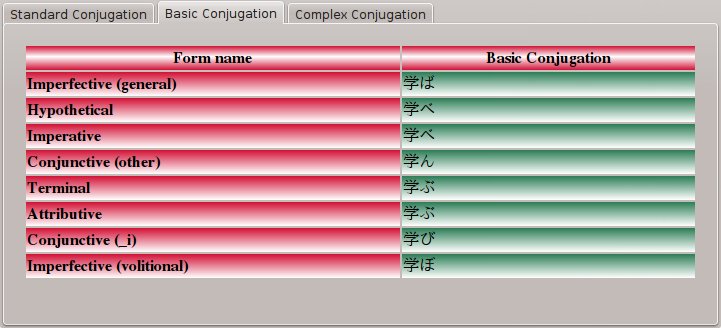 Standard Conjugation Basic Conjugation Complex Conjugation
Form name Basic Conjugation
Imperfective (general) 学ば
Hypothetical 学べ
Imperative 学べ
Conjunctive (other) 学ん
Terminal 学ぶ
Attributive 学ぶ
Conjunctive (_i) 学び
Imperfective (volitional) 学ぼ